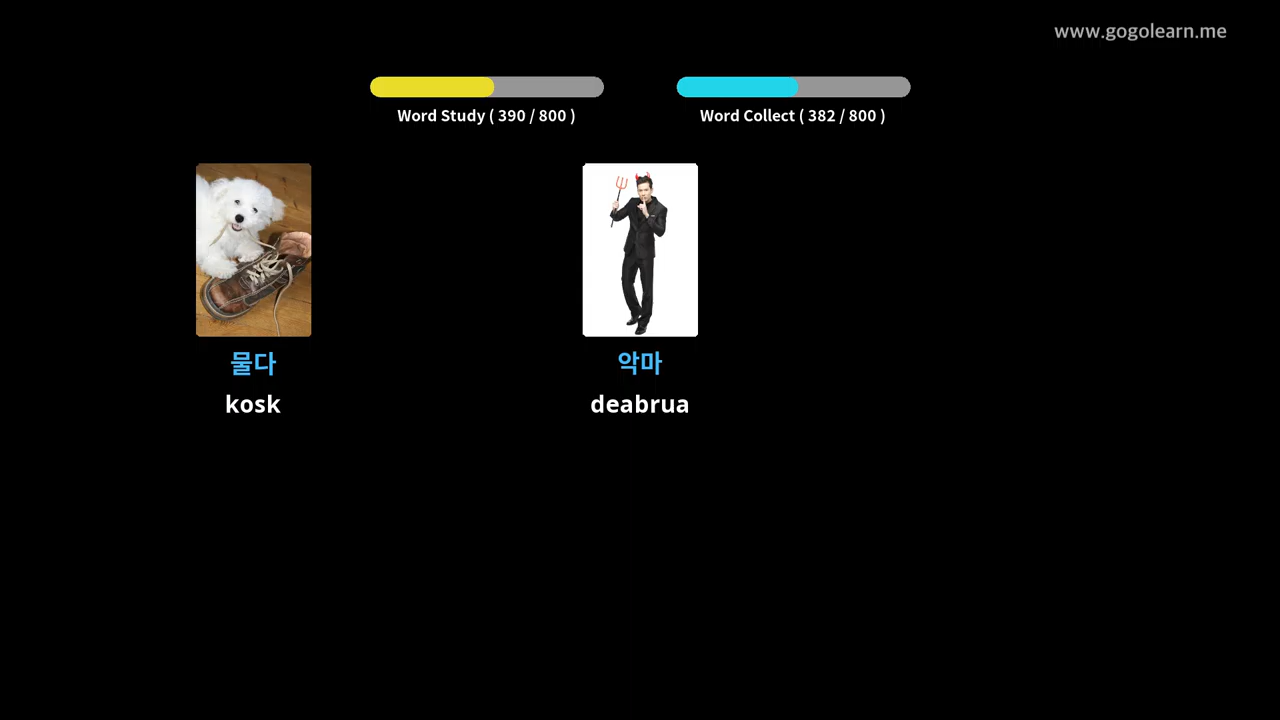 www.gogolearn.me
Word Study ( 390 / 800 )
Word Collect ( 382 / 800 )
물다
악마
kosk
deabrua